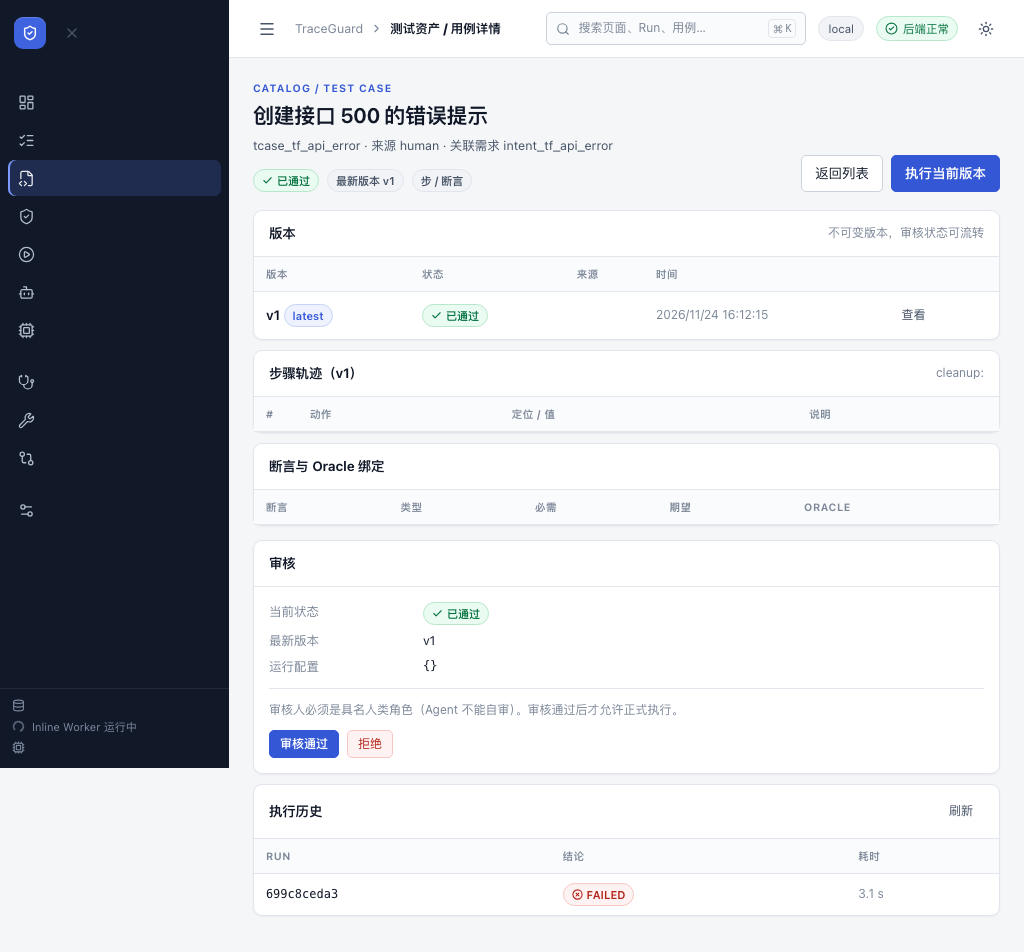 TraceGuard
测试资产 / 用例详情
搜索页面、Run、用例...
⌘ K
local
后端正常
CATALOG / TEST CASE
创建接口 500 的错误提示
tcase_tf_api_error · 来源 human · 关联需求 intent_tf_api_error
已通过 最新版本 v1 步 / 断言
返回列表 执行当前版本
版本 不可变版本，审核状态可流转
版本 状态 来源 时间
v1 latest 已通过 2026/11/24 16:12:15 查看
步骤轨迹（v1） cleanup:
# 动作 定位 / 值 说明
断言与 Oracle 绑定
断言 类型 必需 期望 ORACLE
审核
当前状态 已通过
最新版本 v1
运行配置 {}
审核人必须是具名人类角色（Agent 不能自审）。审核通过后才允许正式执行。
审核通过 拒绝
执行历史 刷新
RUN 结论 耗时
699c8ceda3 FAILED 3.1 s
Inline Worker 运行中